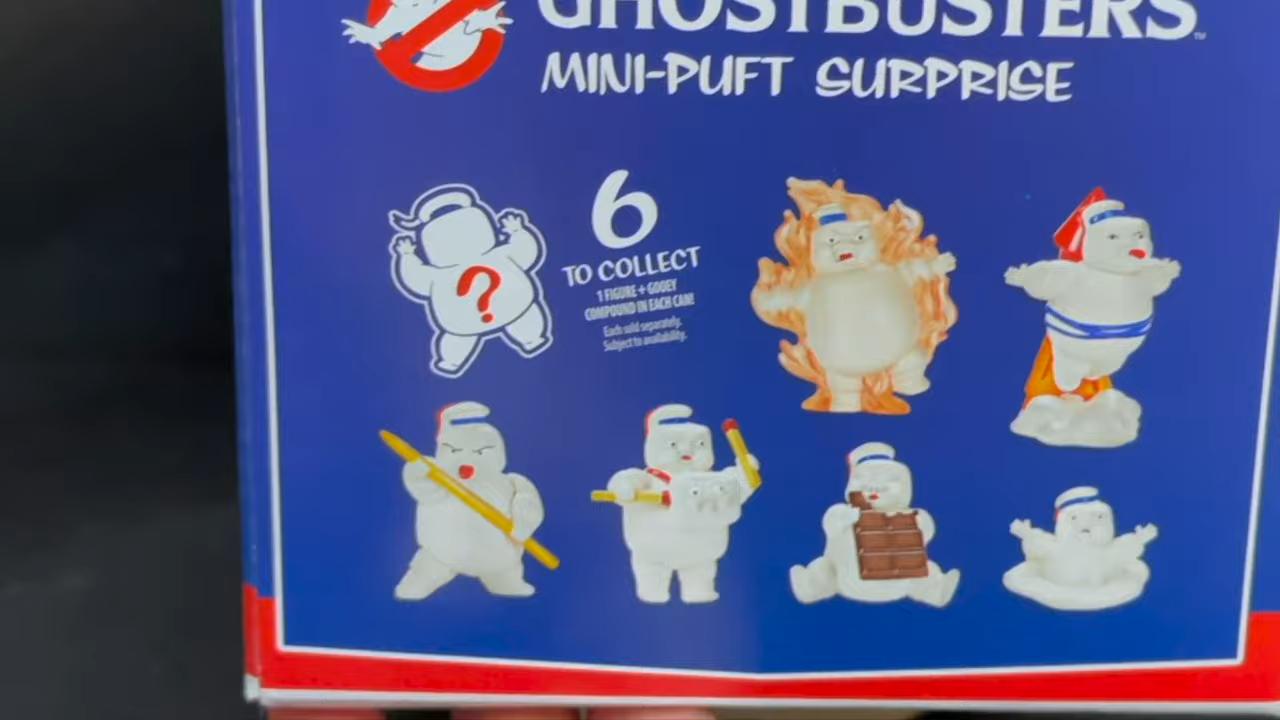 GHOSTBUSTERS™
MINI-PUFT SURPRISE
?
6
TO COLLECT
1 FIGURE + GOOEY
COMPOUND IN EACH CAN!
Each sold separately.
Subject to availability.